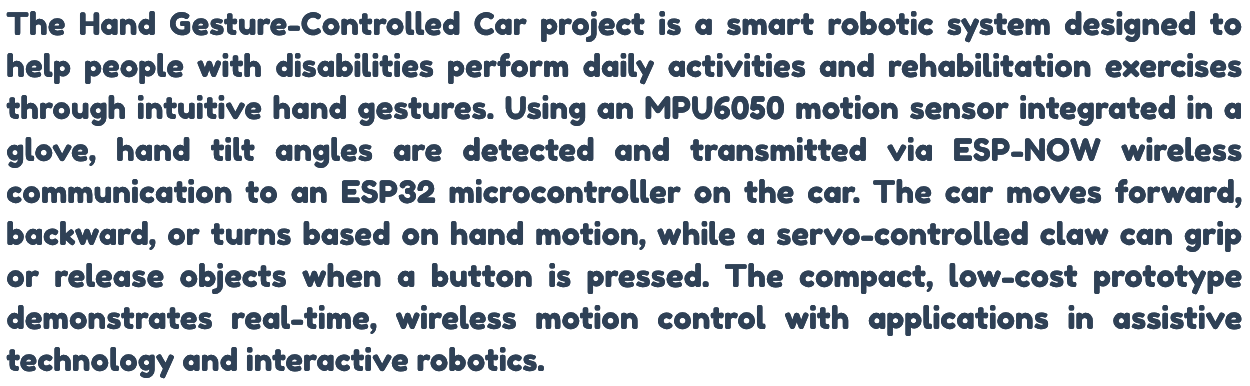 The Hand Gesture-Controlled Car project is a smart robotic system designed to
help people with disabilities perform daily activities and rehabilitation exercises
through intuitive hand gestures. Using an MPU6050 motion sensor integrated in a
glove, hand tilt angles are detected and transmitted via ESP-NOW wireless
communication to an ESP32 microcontroller on the car. The car moves forward,
backward, or turns based on hand motion, while a servo-controlled claw can grip
or release objects when a button is pressed. The compact, low-cost prototype
demonstrates real-time, wireless motion control with applications in assistive
technology and interactive robotics.